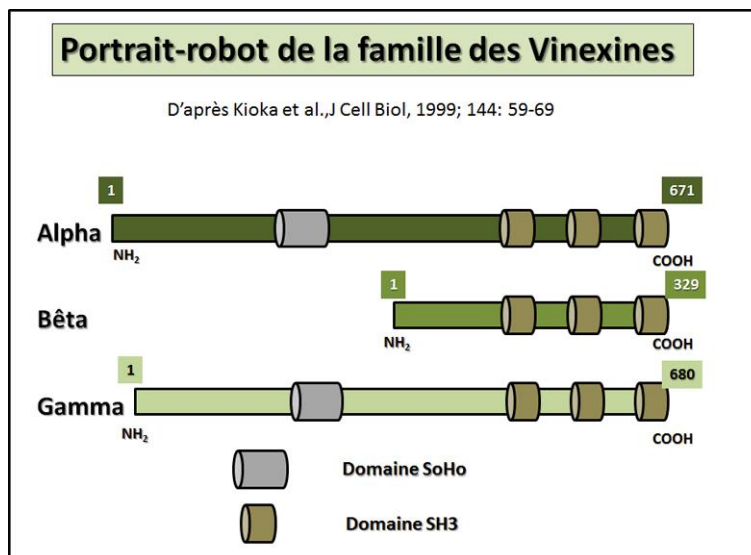 Portrait-robot de la famille des Vinexines
D'après Kioka et al.,J Cell Biol, 1999; 144: 59-69
1
671
Alpha
NH₂
COOH
1
329
Bêta
NH₂
COOH
1
680
Gamma
NH₂
COOH
Domaine SoHo
Domaine SH3